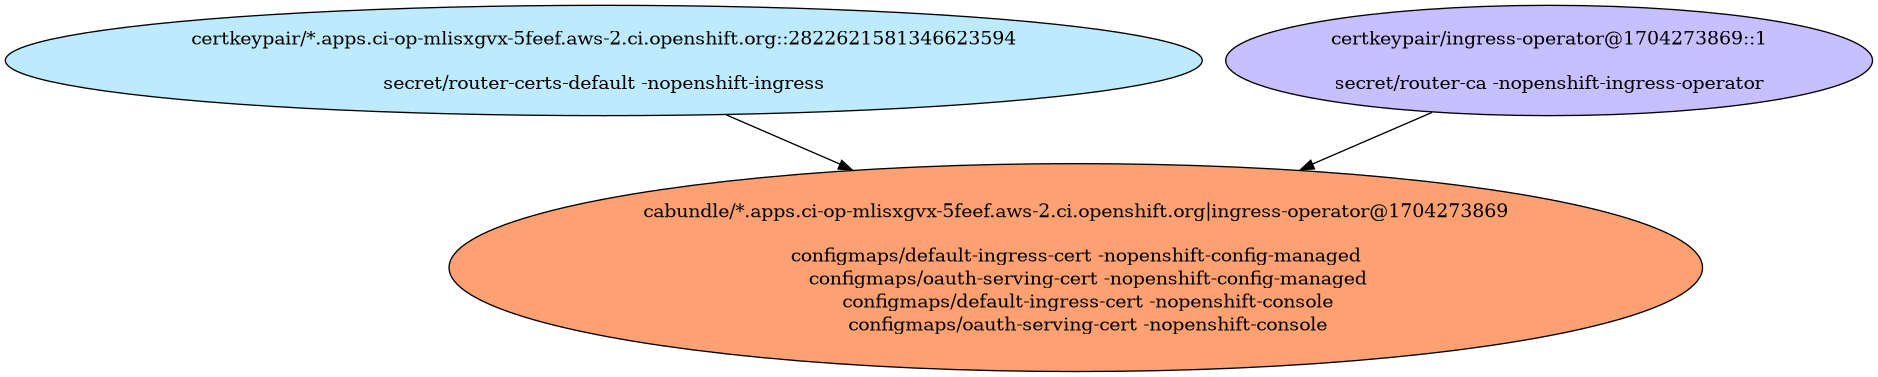 certkeypair/*.apps.ci-op-mlisxgvx-5feef.aws-2.ci.openshift.org::2822621581346623594
secret/router-certs-default -nopenshift-ingress
certkeypair/ingress-operator@1704273869::1
secret/router-ca -nopenshift-ingress-operator
cabundle/*.apps.ci-op-mlisxgvx-5feef.aws-2.ci.openshift.org|ingress-operator@1704273869
configmaps/default-ingress-cert -nopenshift-config-managed
configmaps/oauth-serving-cert -nopenshift-config-managed
configmaps/default-ingress-cert -nopenshift-console
configmaps/oauth-serving-cert -nopenshift-console